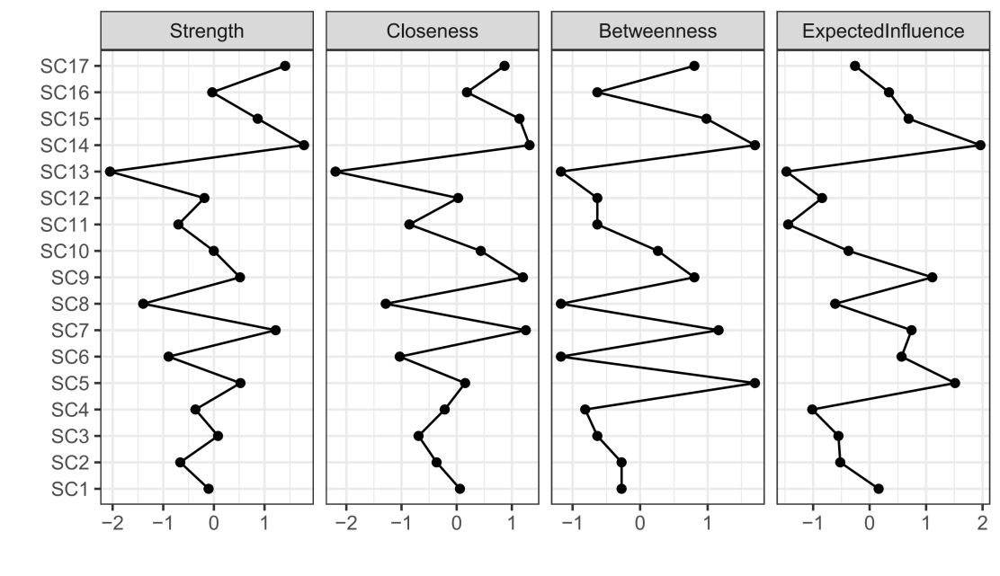 Strength Closeness Betweenness ExpectedInfluence
SC17
SC16
SC15
SC14
SC13
SC12
SC11
SC10
SC9
SC8
SC7
SC6
SC5
SC4
SC3
SC2
SC1
−2 −1 0 1 −2 −1 0 1 −1 0 1 −1 0 1 2